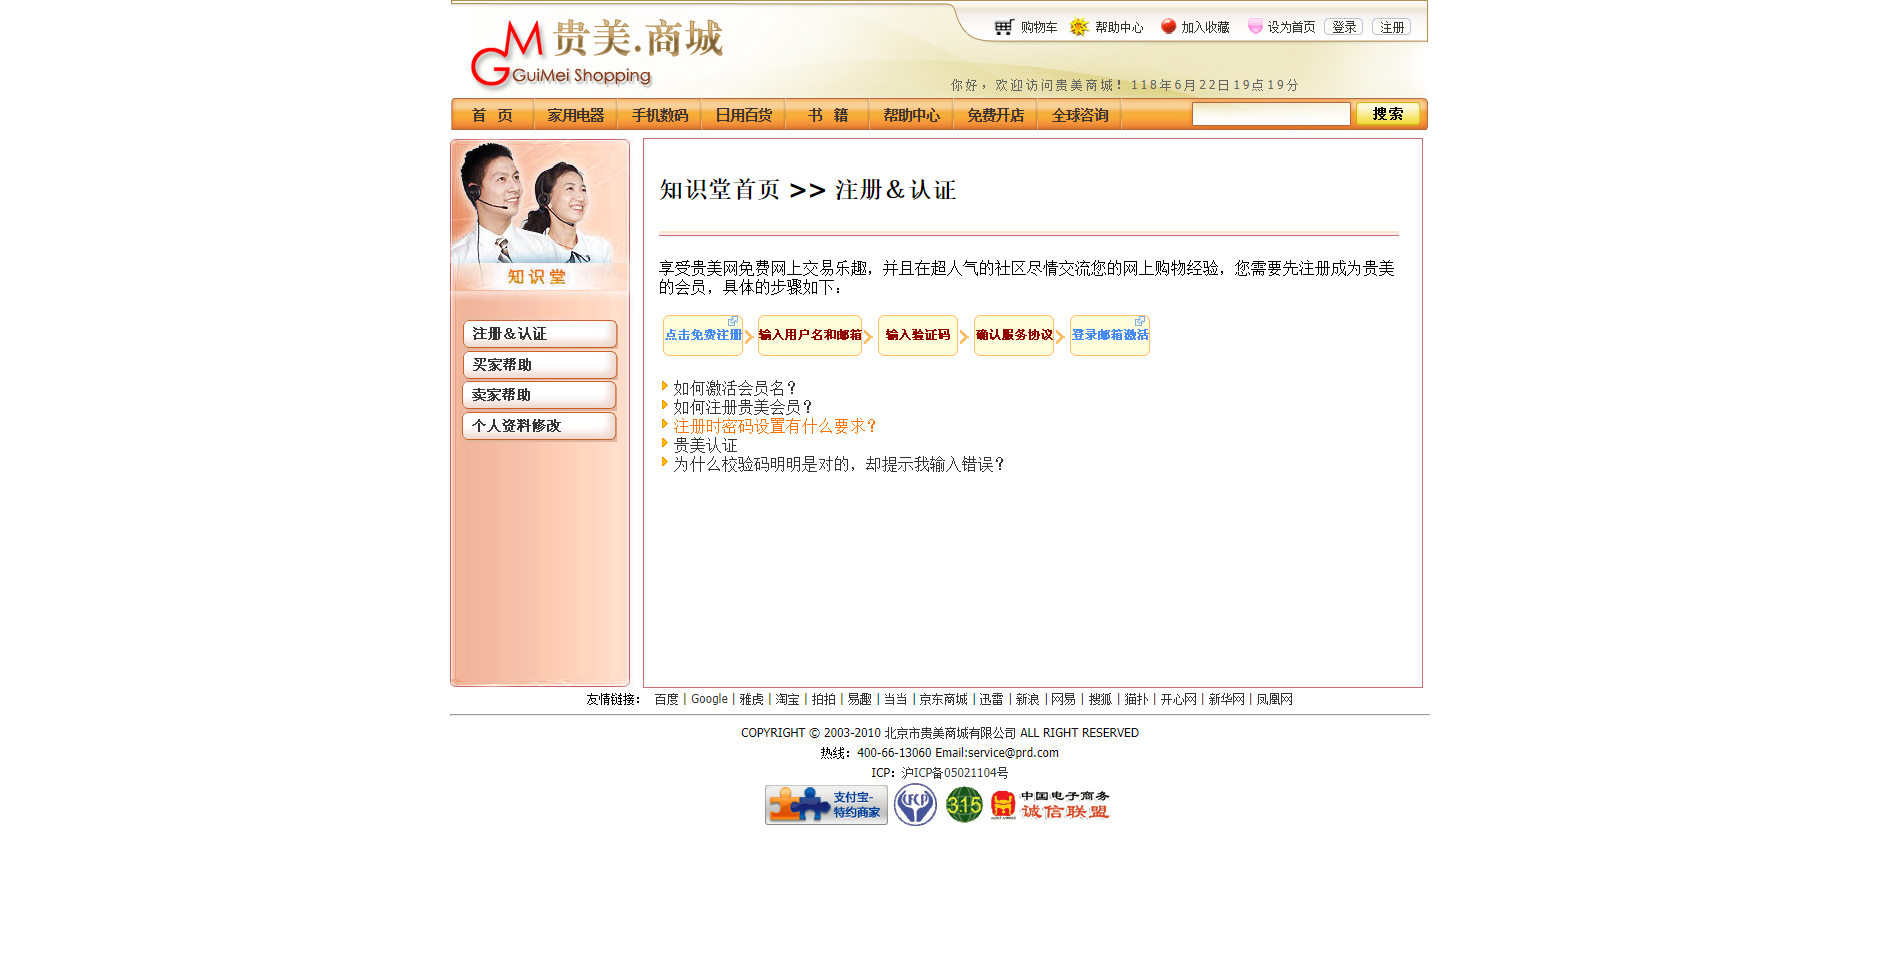 贵美.商城
GuiMei Shopping
购物车 帮助中心 加入收藏 设为首页 登录 注册
你好，欢迎访问贵美商城！118年6月22日19点19分
首 页 家用电器 手机数码 日用百货 书 籍 帮助中心 免费开店 全球咨询 搜索
知识堂
注册＆认证
买家帮助
卖家帮助
个人资料修改
知识堂首页 >> 注册＆认证
享受贵美网免费网上交易乐趣，并且在超人气的社区尽情交流您的网上购物经验，您需要先注册成为贵美
的会员，具体的步骤如下：
点击免费注册 输入用户名和邮箱 输入验证码 确认服务协议 登录邮箱激活
如何激活会员名？
如何注册贵美会员？
注册时密码设置有什么要求？
贵美认证
为什么校验码明明是对的，却提示我输入错误？
友情链接： 百度 | Google | 雅虎 | 淘宝 | 拍拍 | 易趣 | 当当 | 京东商城 | 迅雷 | 新浪 | 网易 | 搜狐 | 猫扑 | 开心网 | 新华网 | 凤凰网
COPYRIGHT © 2003-2010 北京市贵美商城有限公司 ALL RIGHT RESERVED
热线：400-66-13060 Email:service@prd.com
ICP：沪ICP备05021104号
支付宝-
特约商家
CFCP
315
中国电子商务
诚信联盟